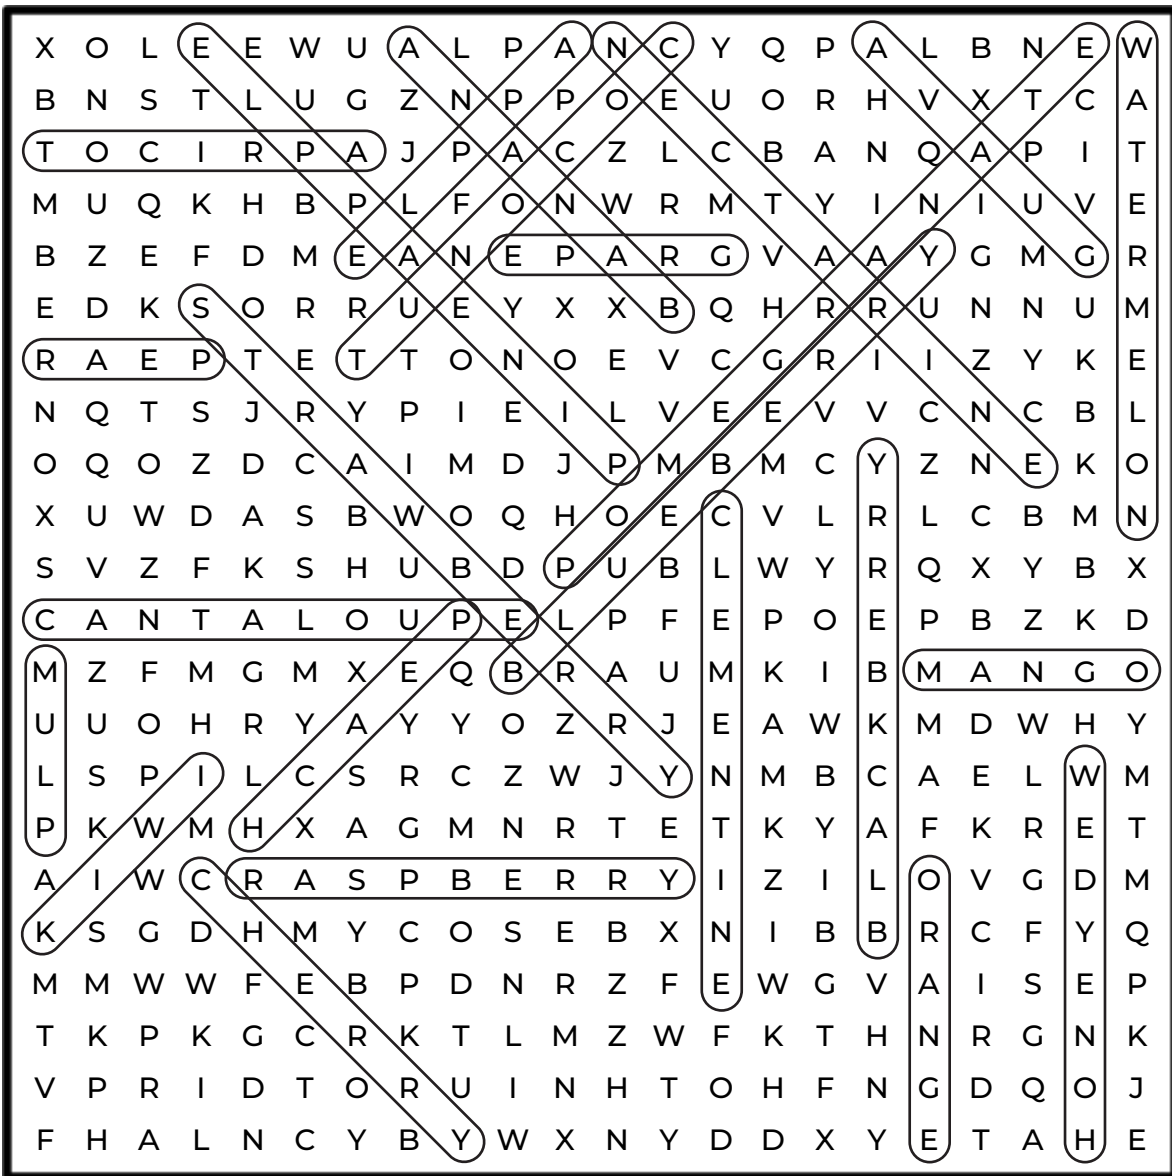 X O L E E W U A L P A N C Y Q P A L B N E W
B N S T L U G Z N P P O E U O R H V X T C A
T O C I R P A J P A C Z L C B A N Q A P I T
M U Q K H B P L F O N W R M T Y I N I U V E
B Z E F D M E A N E P A R G V A A Y G M G R
E D K S O R R U E Y X X B Q H R R U N N U M
R A E P T E T T O N O E V C G R I I Z Y K E
N Q T S J R Y P I E I L V E E V V C N C B L
O Q O Z D C A I M D J P M B M C Y Z N E K O
X U W D A S B W O Q H O E C V L R L C B M N
S V Z F K S H U B D P U B L W Y R Q X Y B X
C A N T A L O U P E L P F E P O E P B Z K D
M Z F M G M X E Q B R A U M K I B M A N G O
U U O H R Y A Y Y O Z R J E A W K M D W H Y
L S P I L C S R C Z W J Y N M B C A E L W M
P K W M H X A G M N R T E T K Y A F K R E T
A I W C R A S P B E R R Y I Z I L O V G D M
K S G D H M Y C O S E B X N I B B R C F Y Q
M M W W F E B P D N R Z F E W G V A I S E P
T K P K G C R K T L M Z W F K T H N R G N K
V P R I D T O R U I N H T O H F N G D Q O J
F H A L N C Y B Y W X N Y D D X Y E T A H E